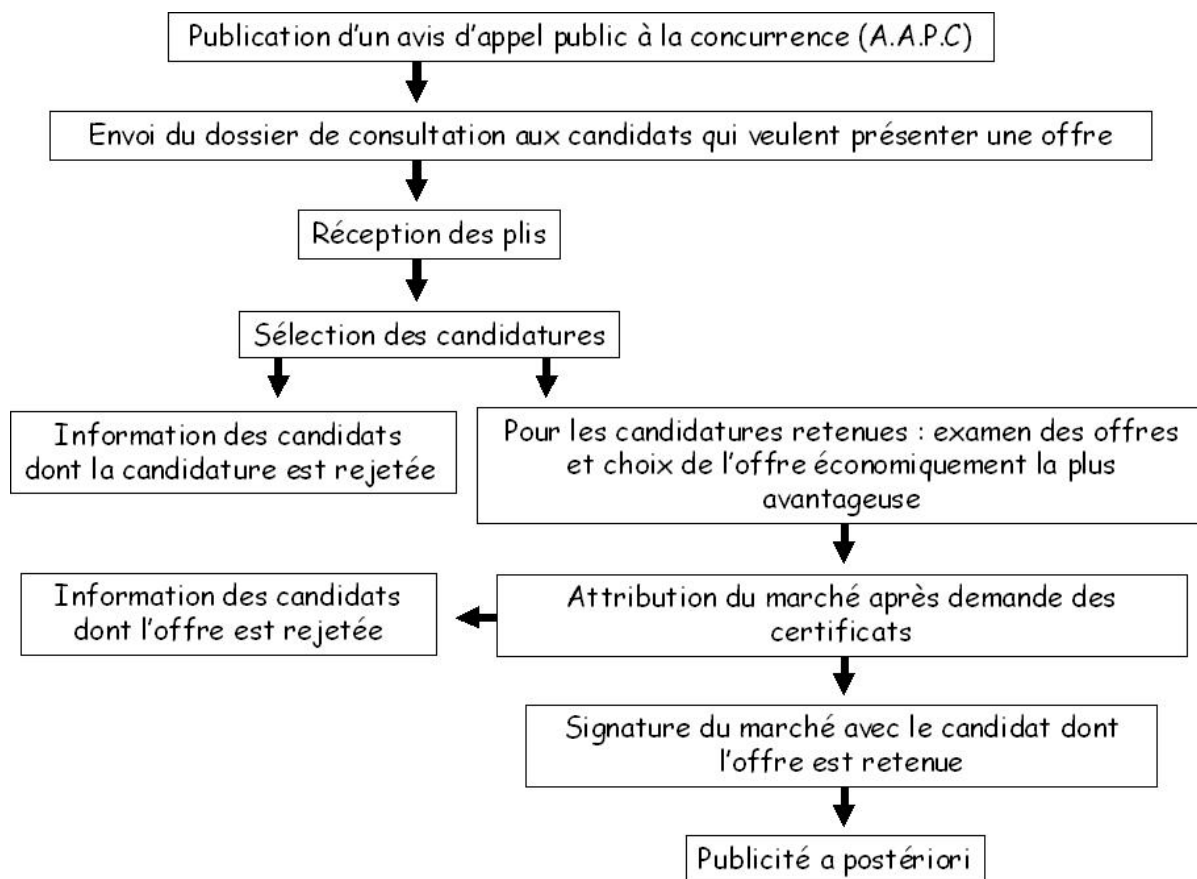 Publication d'un avis d'appel public à la concurrence (A.A.P.C)
Envoi du dossier de consultation aux candidats qui veulent présenter une offre
Réception des plis
Sélection des candidatures
Information des candidats
dont la candidature est rejetée
Pour les candidatures retenues : examen des offres
et choix de l'offre économiquement la plus
avantageuse
Information des candidats
dont l'offre est rejetée
Attribution du marché après demande des
certificats
Signature du marché avec le candidat dont
l'offre est retenue
Publicité a postériori